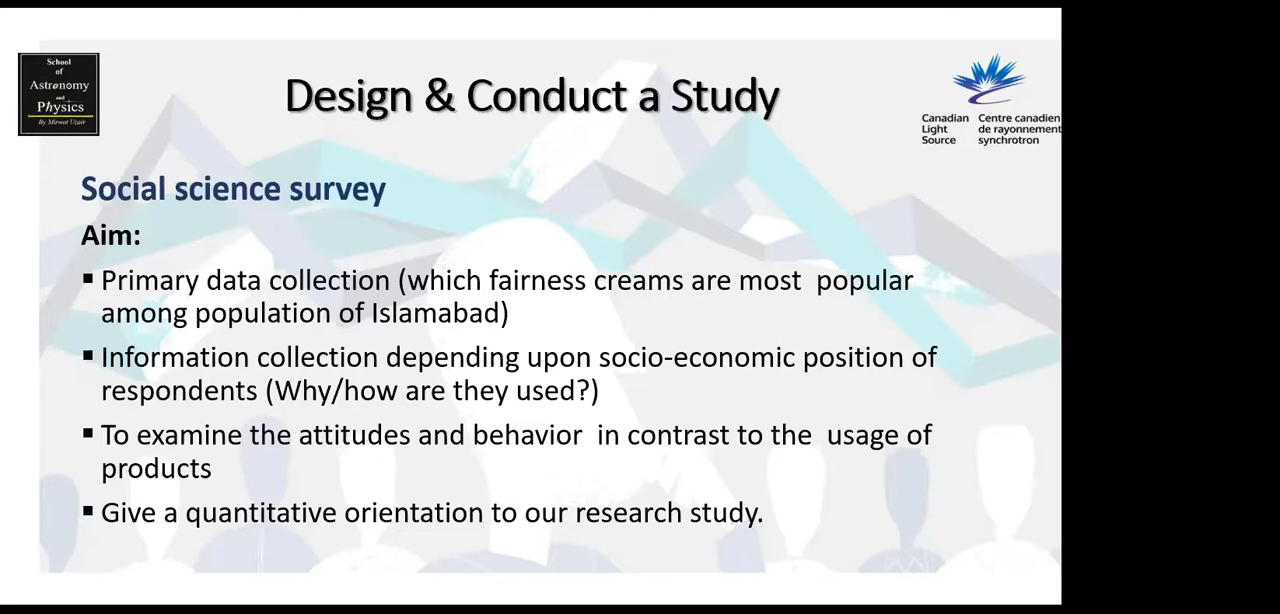 School
of
Astronomy
and
Physics
By Mirwat Uzair
Design & Conduct a Study
Canadian Centre canadien
Light de rayonnement
Source synchrotron
Social science survey
Aim:
▪ Primary data collection (which fairness creams are most popular
among population of Islamabad)
▪ Information collection depending upon socio-economic position of
respondents (Why/how are they used?)
▪ To examine the attitudes and behavior in contrast to the usage of
products
▪ Give a quantitative orientation to our research study.